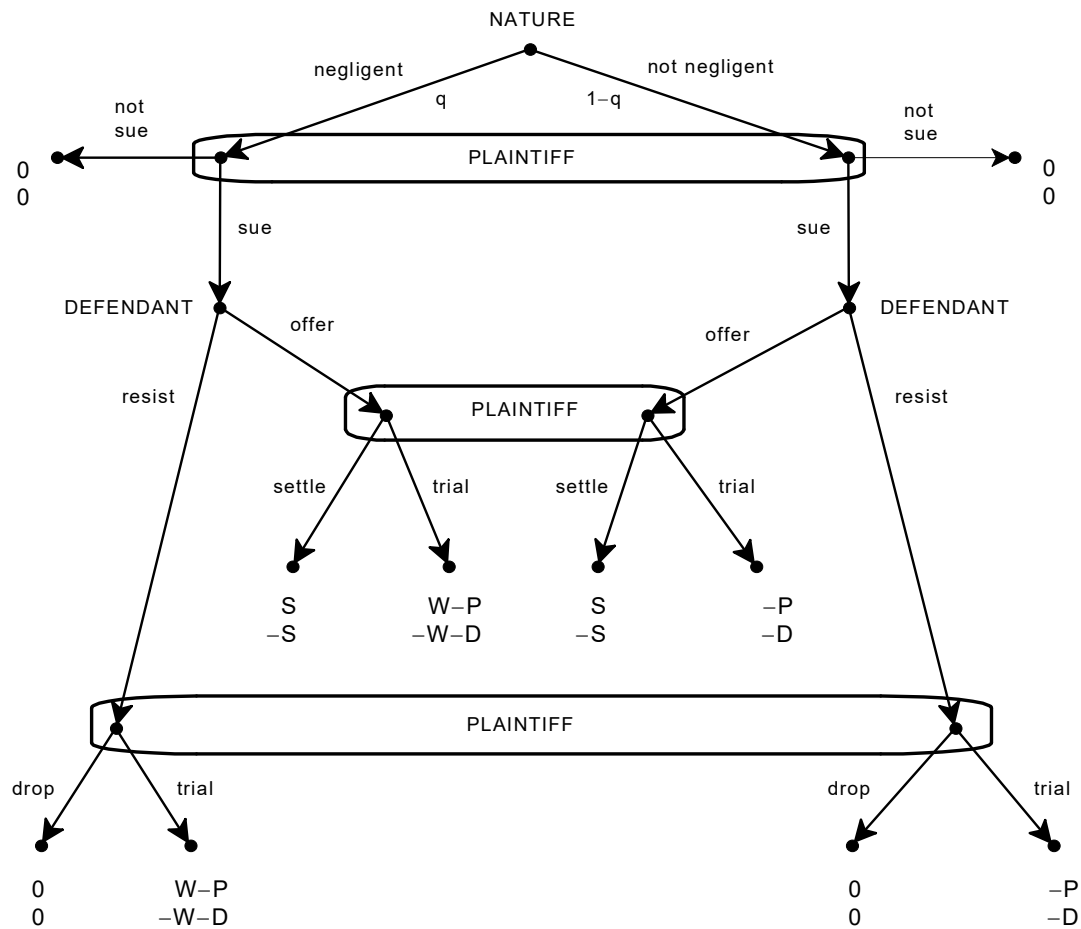 NATURE
negligent
not negligent
q
1−q
not
sue
not
sue
PLAINTIFF
0
0
0
0
sue
sue
DEFENDANT
DEFENDANT
offer
offer
resist
resist
PLAINTIFF
settle
trial
settle
trial
S
W−P
S
−P
−S
−W−D
−S
−D
PLAINTIFF
drop
trial
drop
trial
0
W−P
0
−P
0
−W−D
0
−D